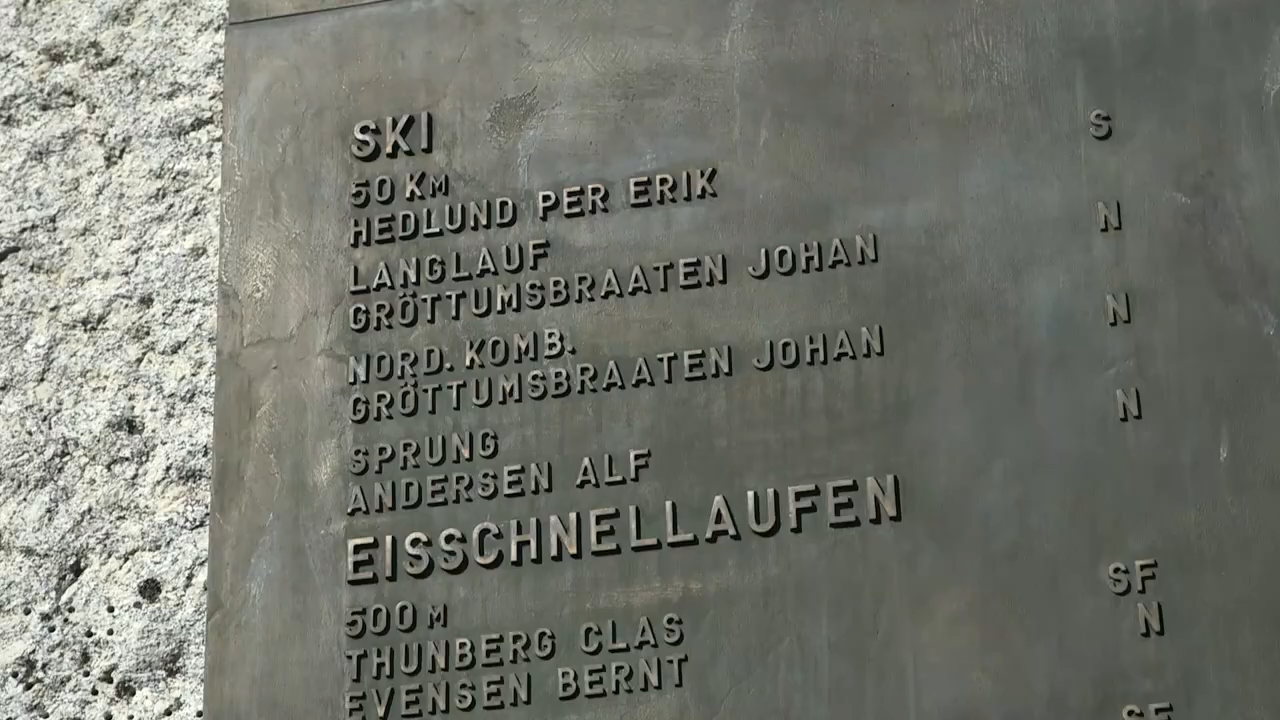 SKI
50 KM
HEDLUND PER ERIK S
LANGLAUF
GRÖTTUMSBRAATEN JOHAN N
NORD. KOMB.
GRÖTTUMSBRAATEN JOHAN N
SPRUNG
ANDERSEN ALF N
EISSCHNELLAUFEN
500 M
THUNBERG CLAS SF
EVENSEN BERNT N
SF